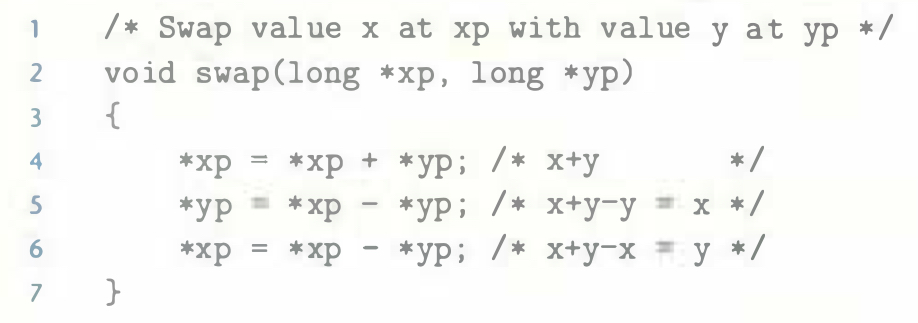 1 /* Swap value x at xp with value y at yp */
2 void swap(long *xp, long *yp)
3 {
4 *xp = *xp + *yp; /* x+y */
5 *yp = *xp - *yp; /* x+y-y = x */
6 *xp = *xp - *yp; /* x+y-x = y */
7 }